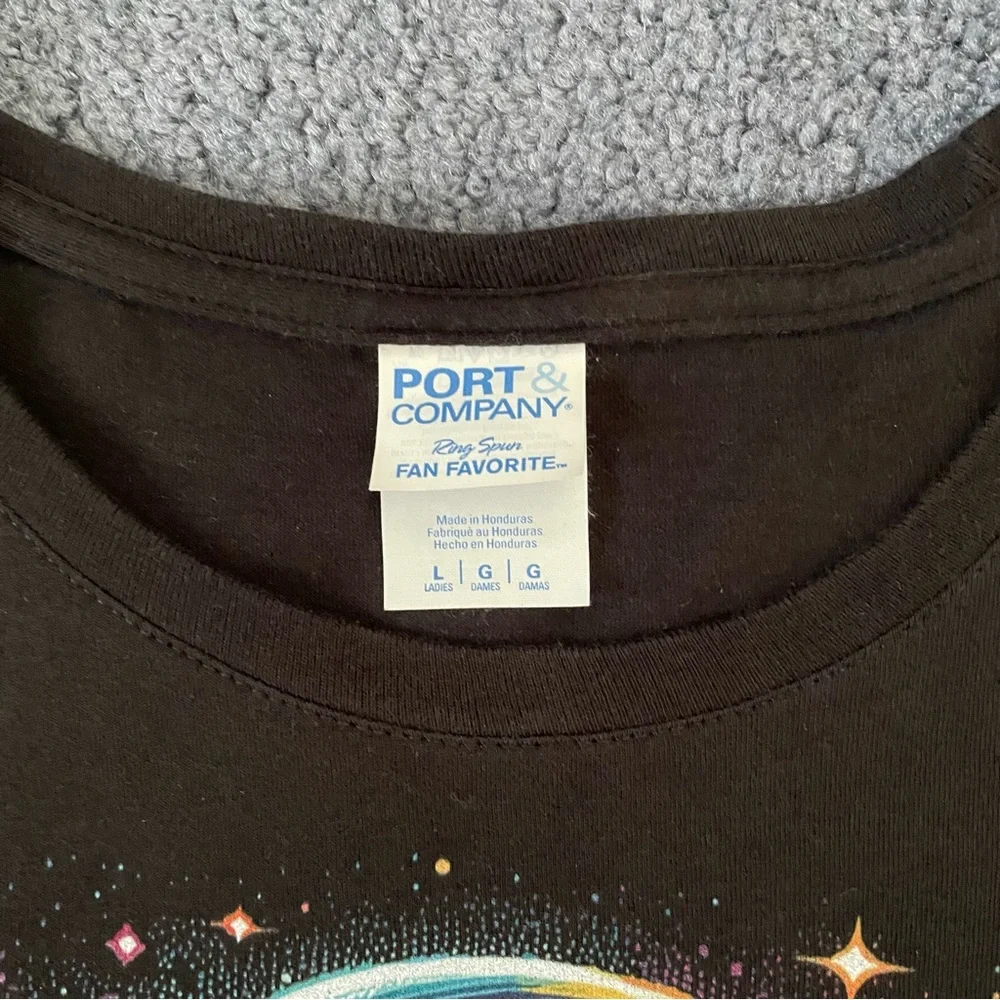 PORT &
COMPANY®
Ring Spun
FAN FAVORITE™
Made in Honduras
Fabriqué au Honduras
Hecho en Honduras
L | G | G
LADIES DAMES DAMAS